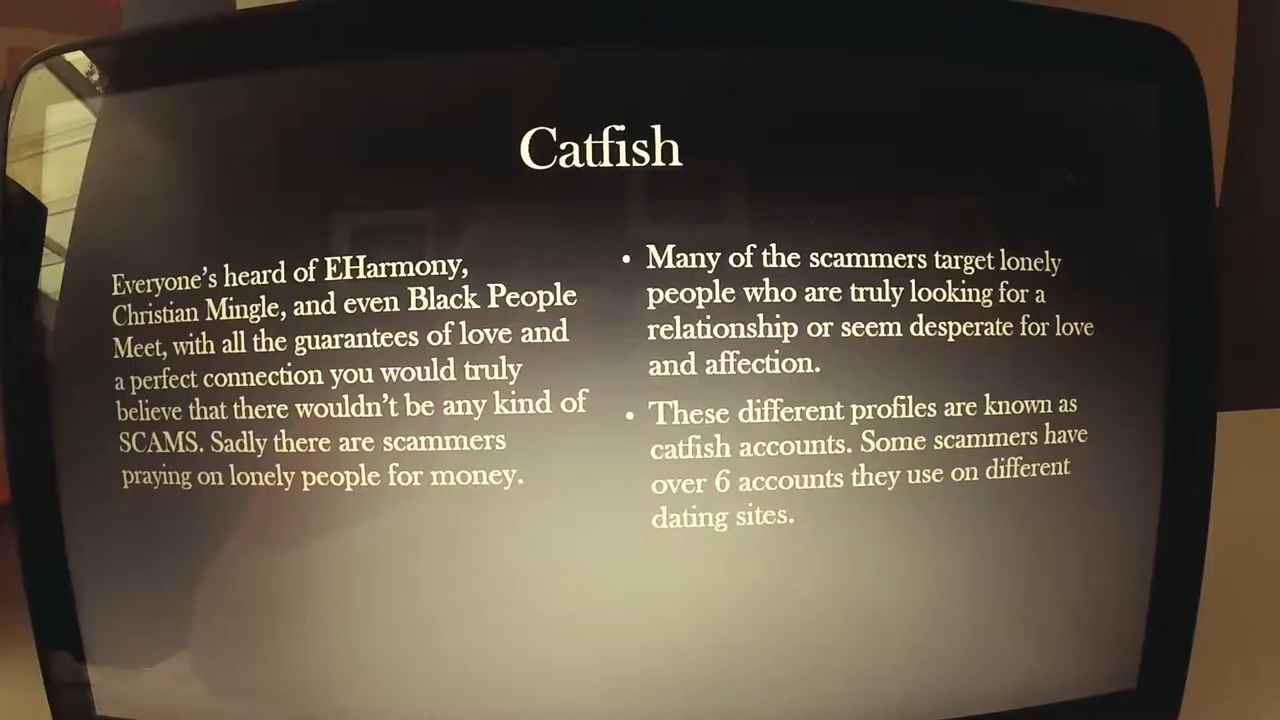 Catfish
Everyone's heard of EHarmony,
Christian Mingle, and even Black People
Meet, with all the guarantees of love and
a perfect connection you would truly
believe that there wouldn't be any kind of
SCAMS. Sadly there are scammers
praying on lonely people for money.
• Many of the scammers target lonely
people who are truly looking for a
relationship or seem desperate for love
and affection.
• These different profiles are known as
catfish accounts. Some scammers have
over 6 accounts they use on different
dating sites.